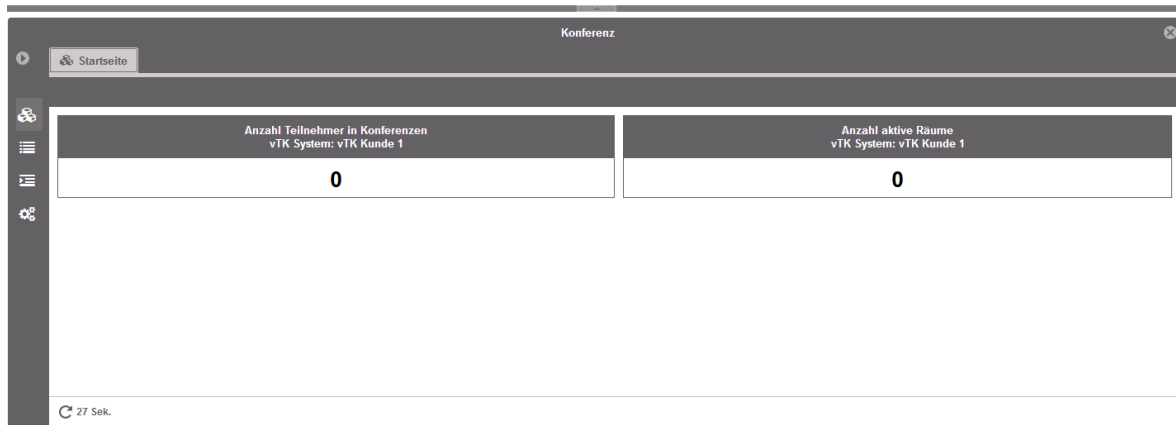 Konferenz
Startseite
Anzahl Teilnehmer in Konferenzen
vTK System: vTK Kunde 1
0
Anzahl aktive Räume
vTK System: vTK Kunde 1
0
27 Sek.